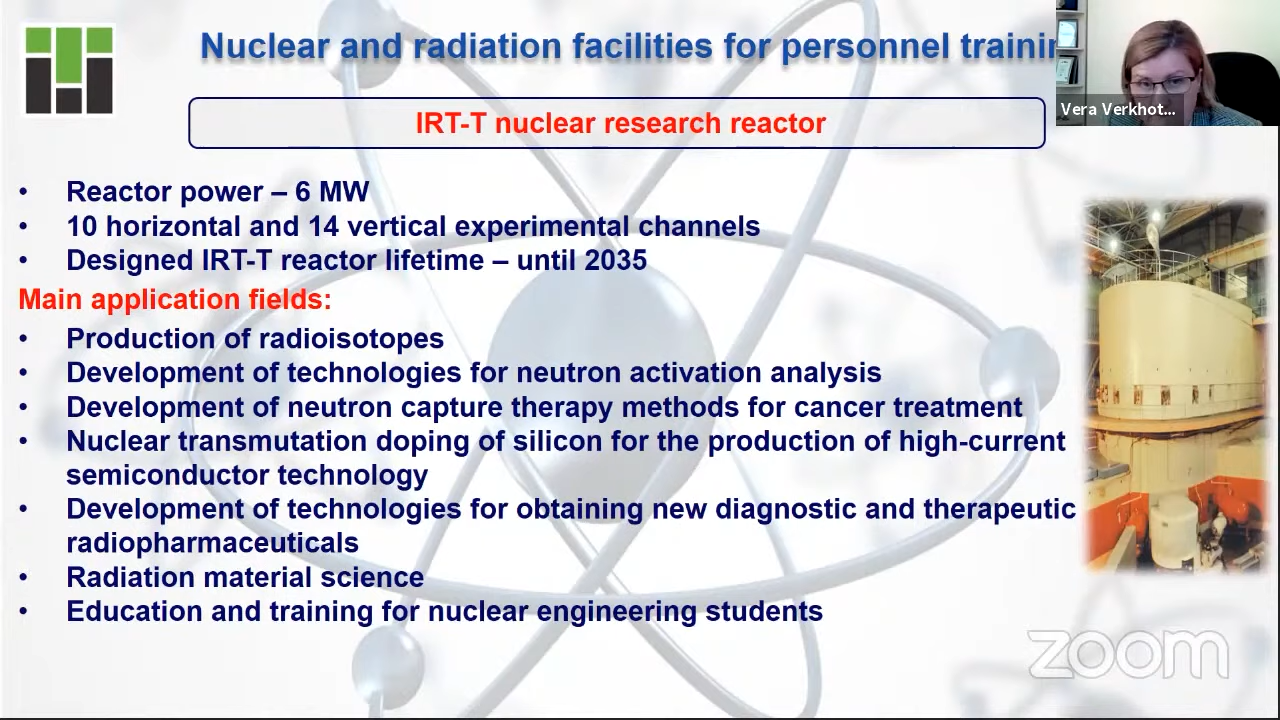 Nuclear and radiation facilities for personnel trainin
Vera Verkhot...
IRT-T nuclear research reactor
• Reactor power – 6 MW
• 10 horizontal and 14 vertical experimental channels
• Designed IRT-T reactor lifetime – until 2035
Main application fields:
• Production of radioisotopes
• Development of technologies for neutron activation analysis
• Development of neutron capture therapy methods for cancer treatment
• Nuclear transmutation doping of silicon for the production of high-current
semiconductor technology
• Development of technologies for obtaining new diagnostic and therapeutic
radiopharmaceuticals
• Radiation material science
• Education and training for nuclear engineering students
zoom